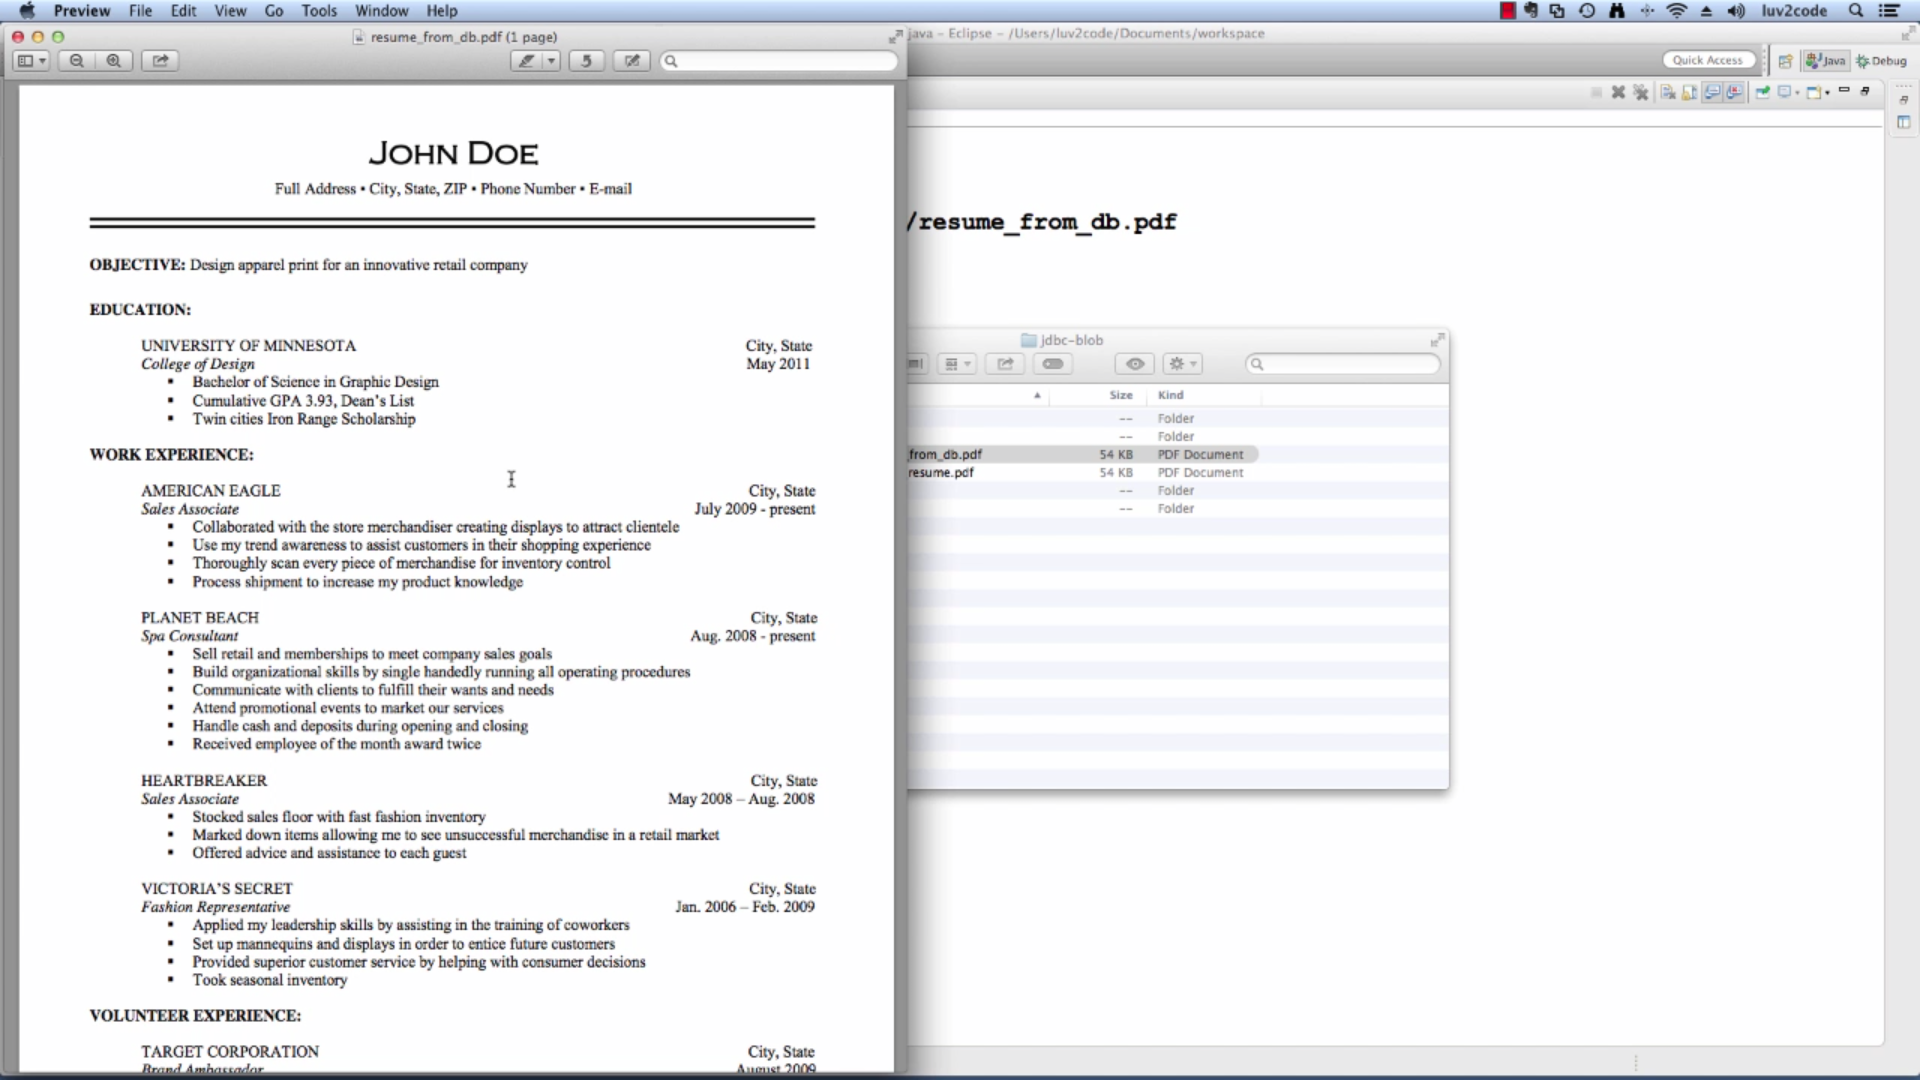 Preview File Edit View Go Tools Window Help
luv2code
resume_from_db.pdf (1 page)
java – Eclipse – /Users/luv2code/Documents/workspace
Quick Access
Java
Debug
JOHN DOE
Full Address • City, State, ZIP • Phone Number • E-mail
OBJECTIVE: Design apparel print for an innovative retail company
EDUCATION:
UNIVERSITY OF MINNESOTA City, State
College of Design May 2011
▪ Bachelor of Science in Graphic Design
▪ Cumulative GPA 3.93, Dean's List
▪ Twin cities Iron Range Scholarship
WORK EXPERIENCE:
AMERICAN EAGLE City, State
Sales Associate July 2009 - present
▪ Collaborated with the store merchandiser creating displays to attract clientele
▪ Use my trend awareness to assist customers in their shopping experience
▪ Thoroughly scan every piece of merchandise for inventory control
▪ Process shipment to increase my product knowledge
PLANET BEACH City, State
Spa Consultant Aug. 2008 - present
▪ Sell retail and memberships to meet company sales goals
▪ Build organizational skills by single handedly running all operating procedures
▪ Communicate with clients to fulfill their wants and needs
▪ Attend promotional events to market our services
▪ Handle cash and deposits during opening and closing
▪ Received employee of the month award twice
HEARTBREAKER City, State
Sales Associate May 2008 – Aug. 2008
▪ Stocked sales floor with fast fashion inventory
▪ Marked down items allowing me to see unsuccessful merchandise in a retail market
▪ Offered advice and assistance to each guest
VICTORIA'S SECRET City, State
Fashion Representative Jan. 2006 – Feb. 2009
▪ Applied my leadership skills by assisting in the training of coworkers
▪ Set up mannequins and displays in order to entice future customers
▪ Provided superior customer service by helping with consumer decisions
▪ Took seasonal inventory
VOLUNTEER EXPERIENCE:
TARGET CORPORATION City, State
Brand Ambassador August 2009
/resume_from_db.pdf
jdbc-blob
Size Kind
-- Folder
-- Folder
from_db.pdf 54 KB PDF Document
resume.pdf 54 KB PDF Document
-- Folder
-- Folder